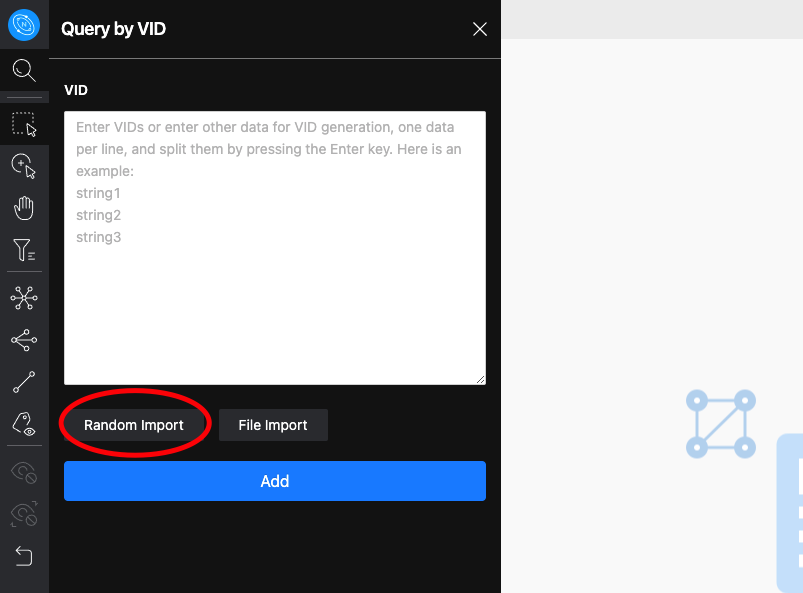 Query by VID
VID
Enter VIDs or enter other data for VID generation, one data
per line, and split them by pressing the Enter key. Here is an
example:
string1
string2
string3
Random Import
File Import
Add